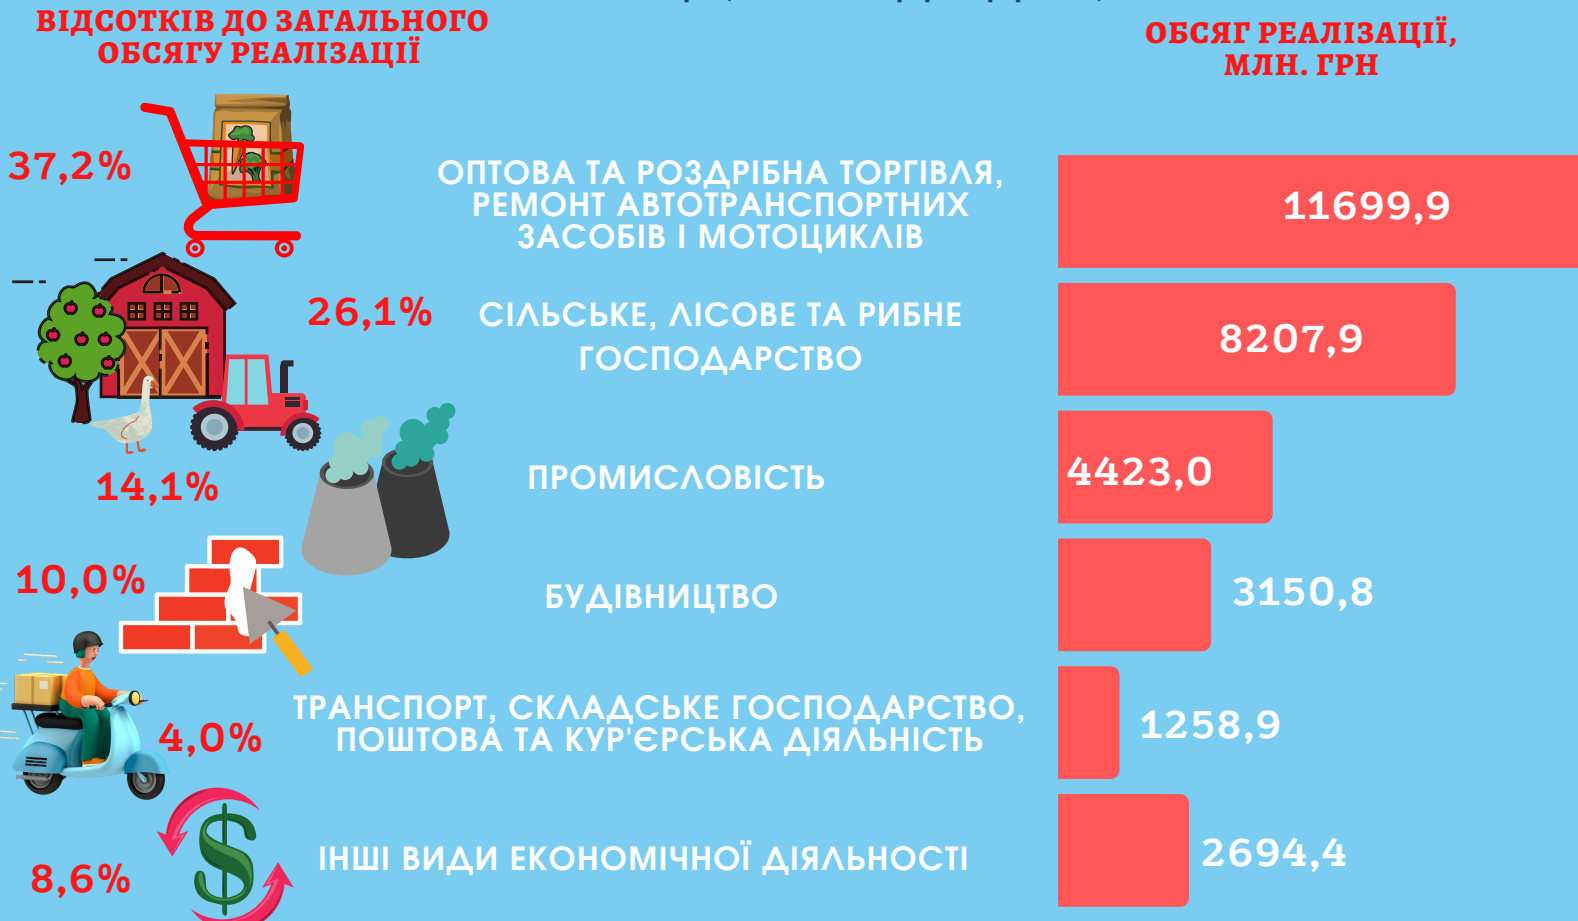 ВІДСОТКІВ ДО ЗАГАЛЬНОГО
ОБСЯГУ РЕАЛІЗАЦІЇ
ОБСЯГ РЕАЛІЗАЦІЇ,
МЛН. ГРН
37,2%
ОПТОВА ТА РОЗДРІБНА ТОРГІВЛЯ,
РЕМОНТ АВТОТРАНСПОРТНИХ
ЗАСОБІВ І МОТОЦИКЛІВ
11699,9
26,1%
СІЛЬСЬКЕ, ЛІСОВЕ ТА РИБНЕ
ГОСПОДАРСТВО
8207,9
14,1%
ПРОМИСЛОВІСТЬ
4423,0
10,0%
БУДІВНИЦТВО
3150,8
4,0%
ТРАНСПОРТ, СКЛАДСЬКЕ ГОСПОДАРСТВО,
ПОШТОВА ТА КУР'ЄРСЬКА ДІЯЛЬНІСТЬ
1258,9
8,6%
ІНШІ ВИДИ ЕКОНОМІЧНОЇ ДІЯЛЬНОСТІ
2694,4